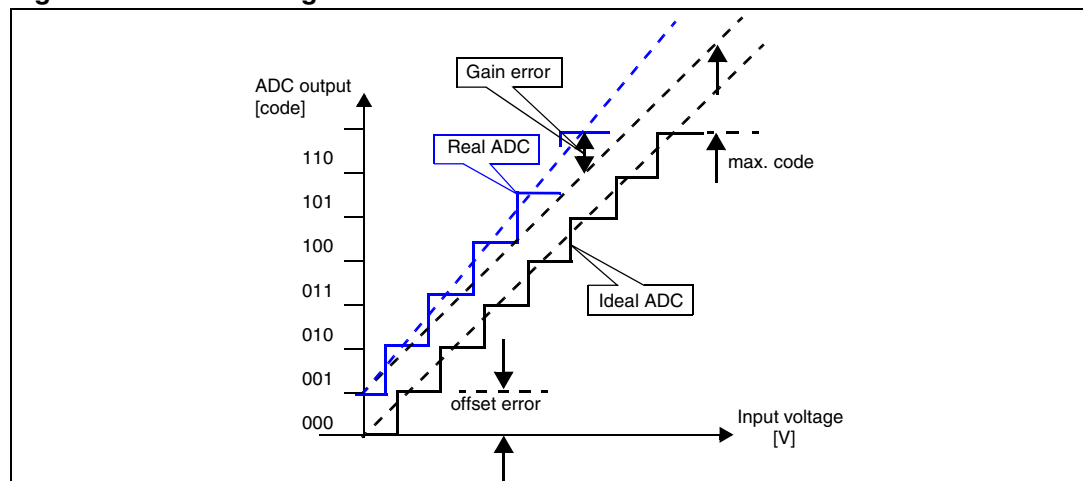 Gain error
ADC output
[code]
Real ADC
110
max. code
101
100
011
Ideal ADC
010
001
offset error
000
Input voltage
[V]